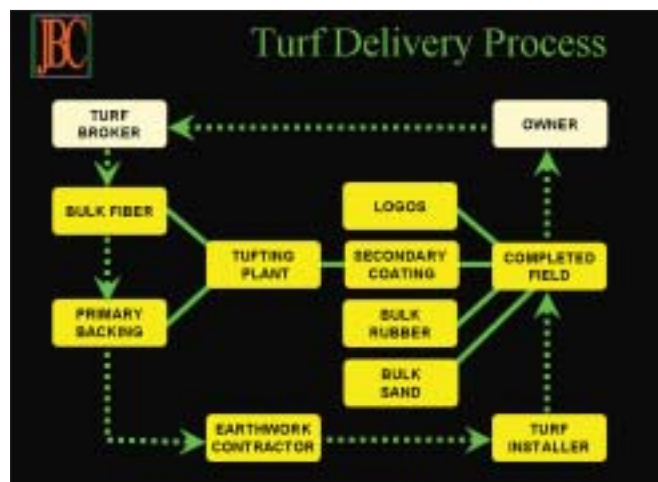 JBC
Turf Delivery Process
TURF
BROKER
OWNER
BULK FIBER
LOGOS
TUFTING
PLANT
SECONDARY
COATING
COMPLETED
FIELD
PRIMARY
BACKING
BULK
RUBBER
BULK
SAND
EARTHWORK
CONTRACTOR
TURF
INSTALLER